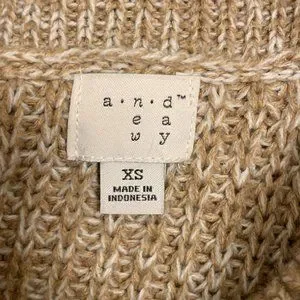 a · n · d™
e a
w y
XS
MADE IN
INDONESIA